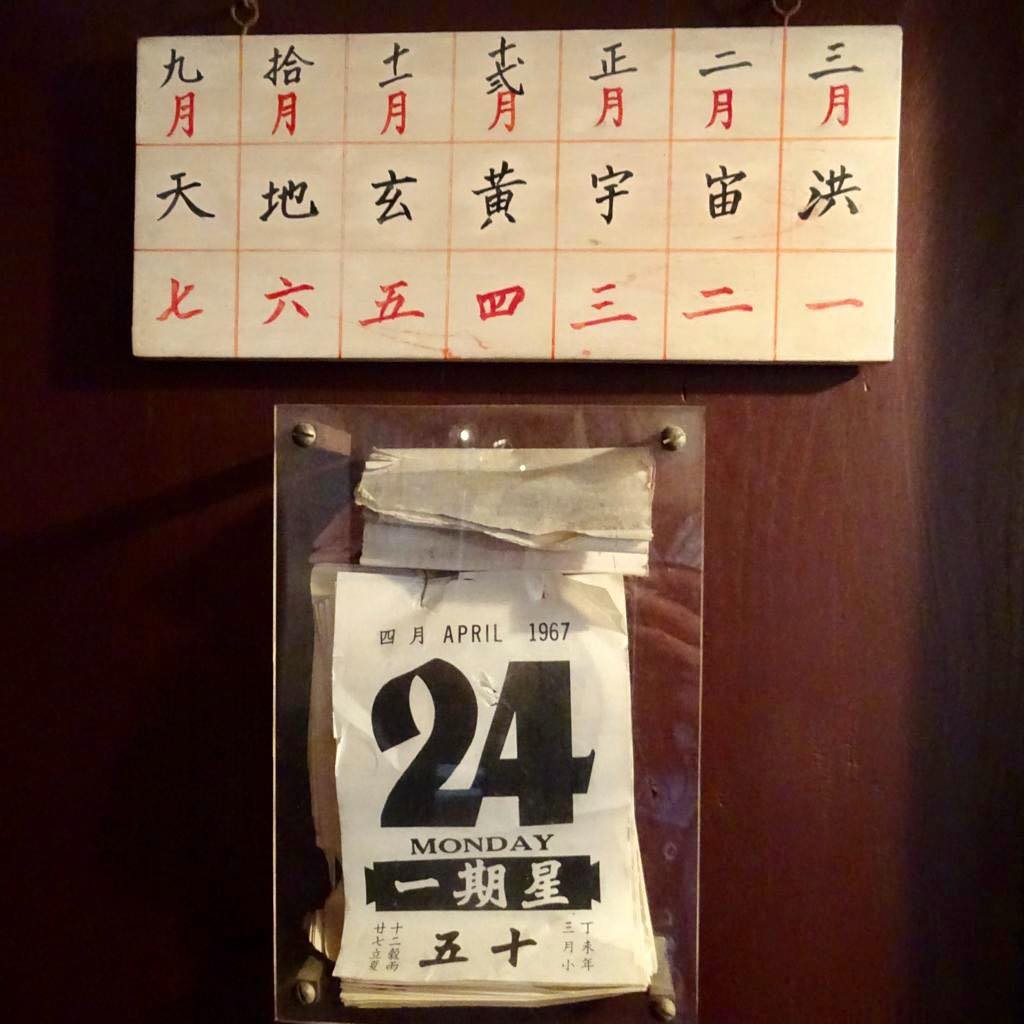 九月 拾月 十一月 十弍月 正月 二月 三月
天 地 玄 黃 宇 宙 洪
七 六 五 四 三 二 一
四月 APRIL 1967
24
MONDAY
星期一
丁未年
三月小
十五
十二穀雨
廿七立夏